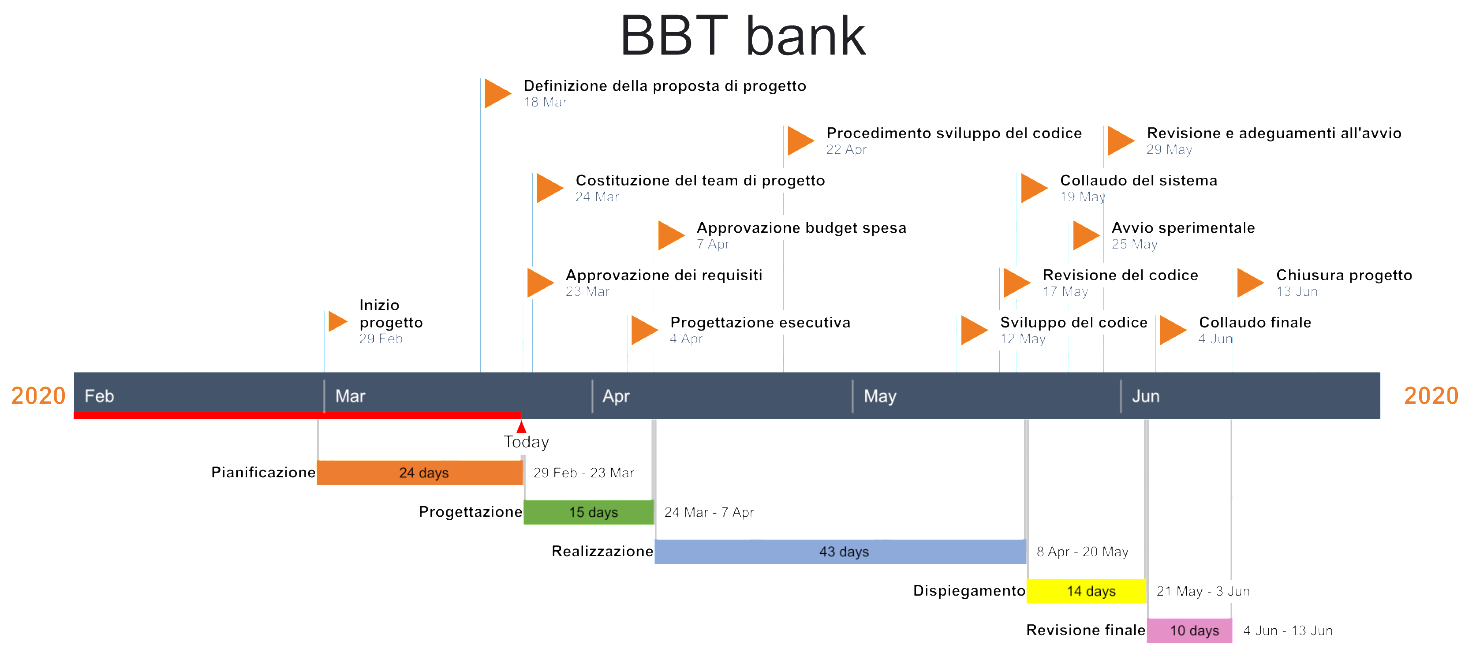 BBT bank
Definizione della proposta di progetto
18 Mar
Procedimento sviluppo del codice
22 Apr
Revisione e adeguamenti all'avvio
29 May
Costituzione del team di progetto
24 Mar
Collaudo del sistema
19 May
Approvazione budget spesa
7 Apr
Avvio sperimentale
25 May
Approvazione dei requisiti
23 Mar
Revisione del codice
17 May
Chiusura progetto
13 Jun
Inizio
progetto
29 Feb
Progettazione esecutiva
4 Apr
Sviluppo del codice
12 May
Collaudo finale
4 Jun
2020 Feb Mar Apr May Jun 2020
Today
Pianificazione 24 days 29 Feb - 23 Mar
Progettazione 15 days 24 Mar - 7 Apr
Realizzazione 43 days 8 Apr - 20 May
Dispiegamento 14 days 21 May - 3 Jun
Revisione finale 10 days 4 Jun - 13 Jun